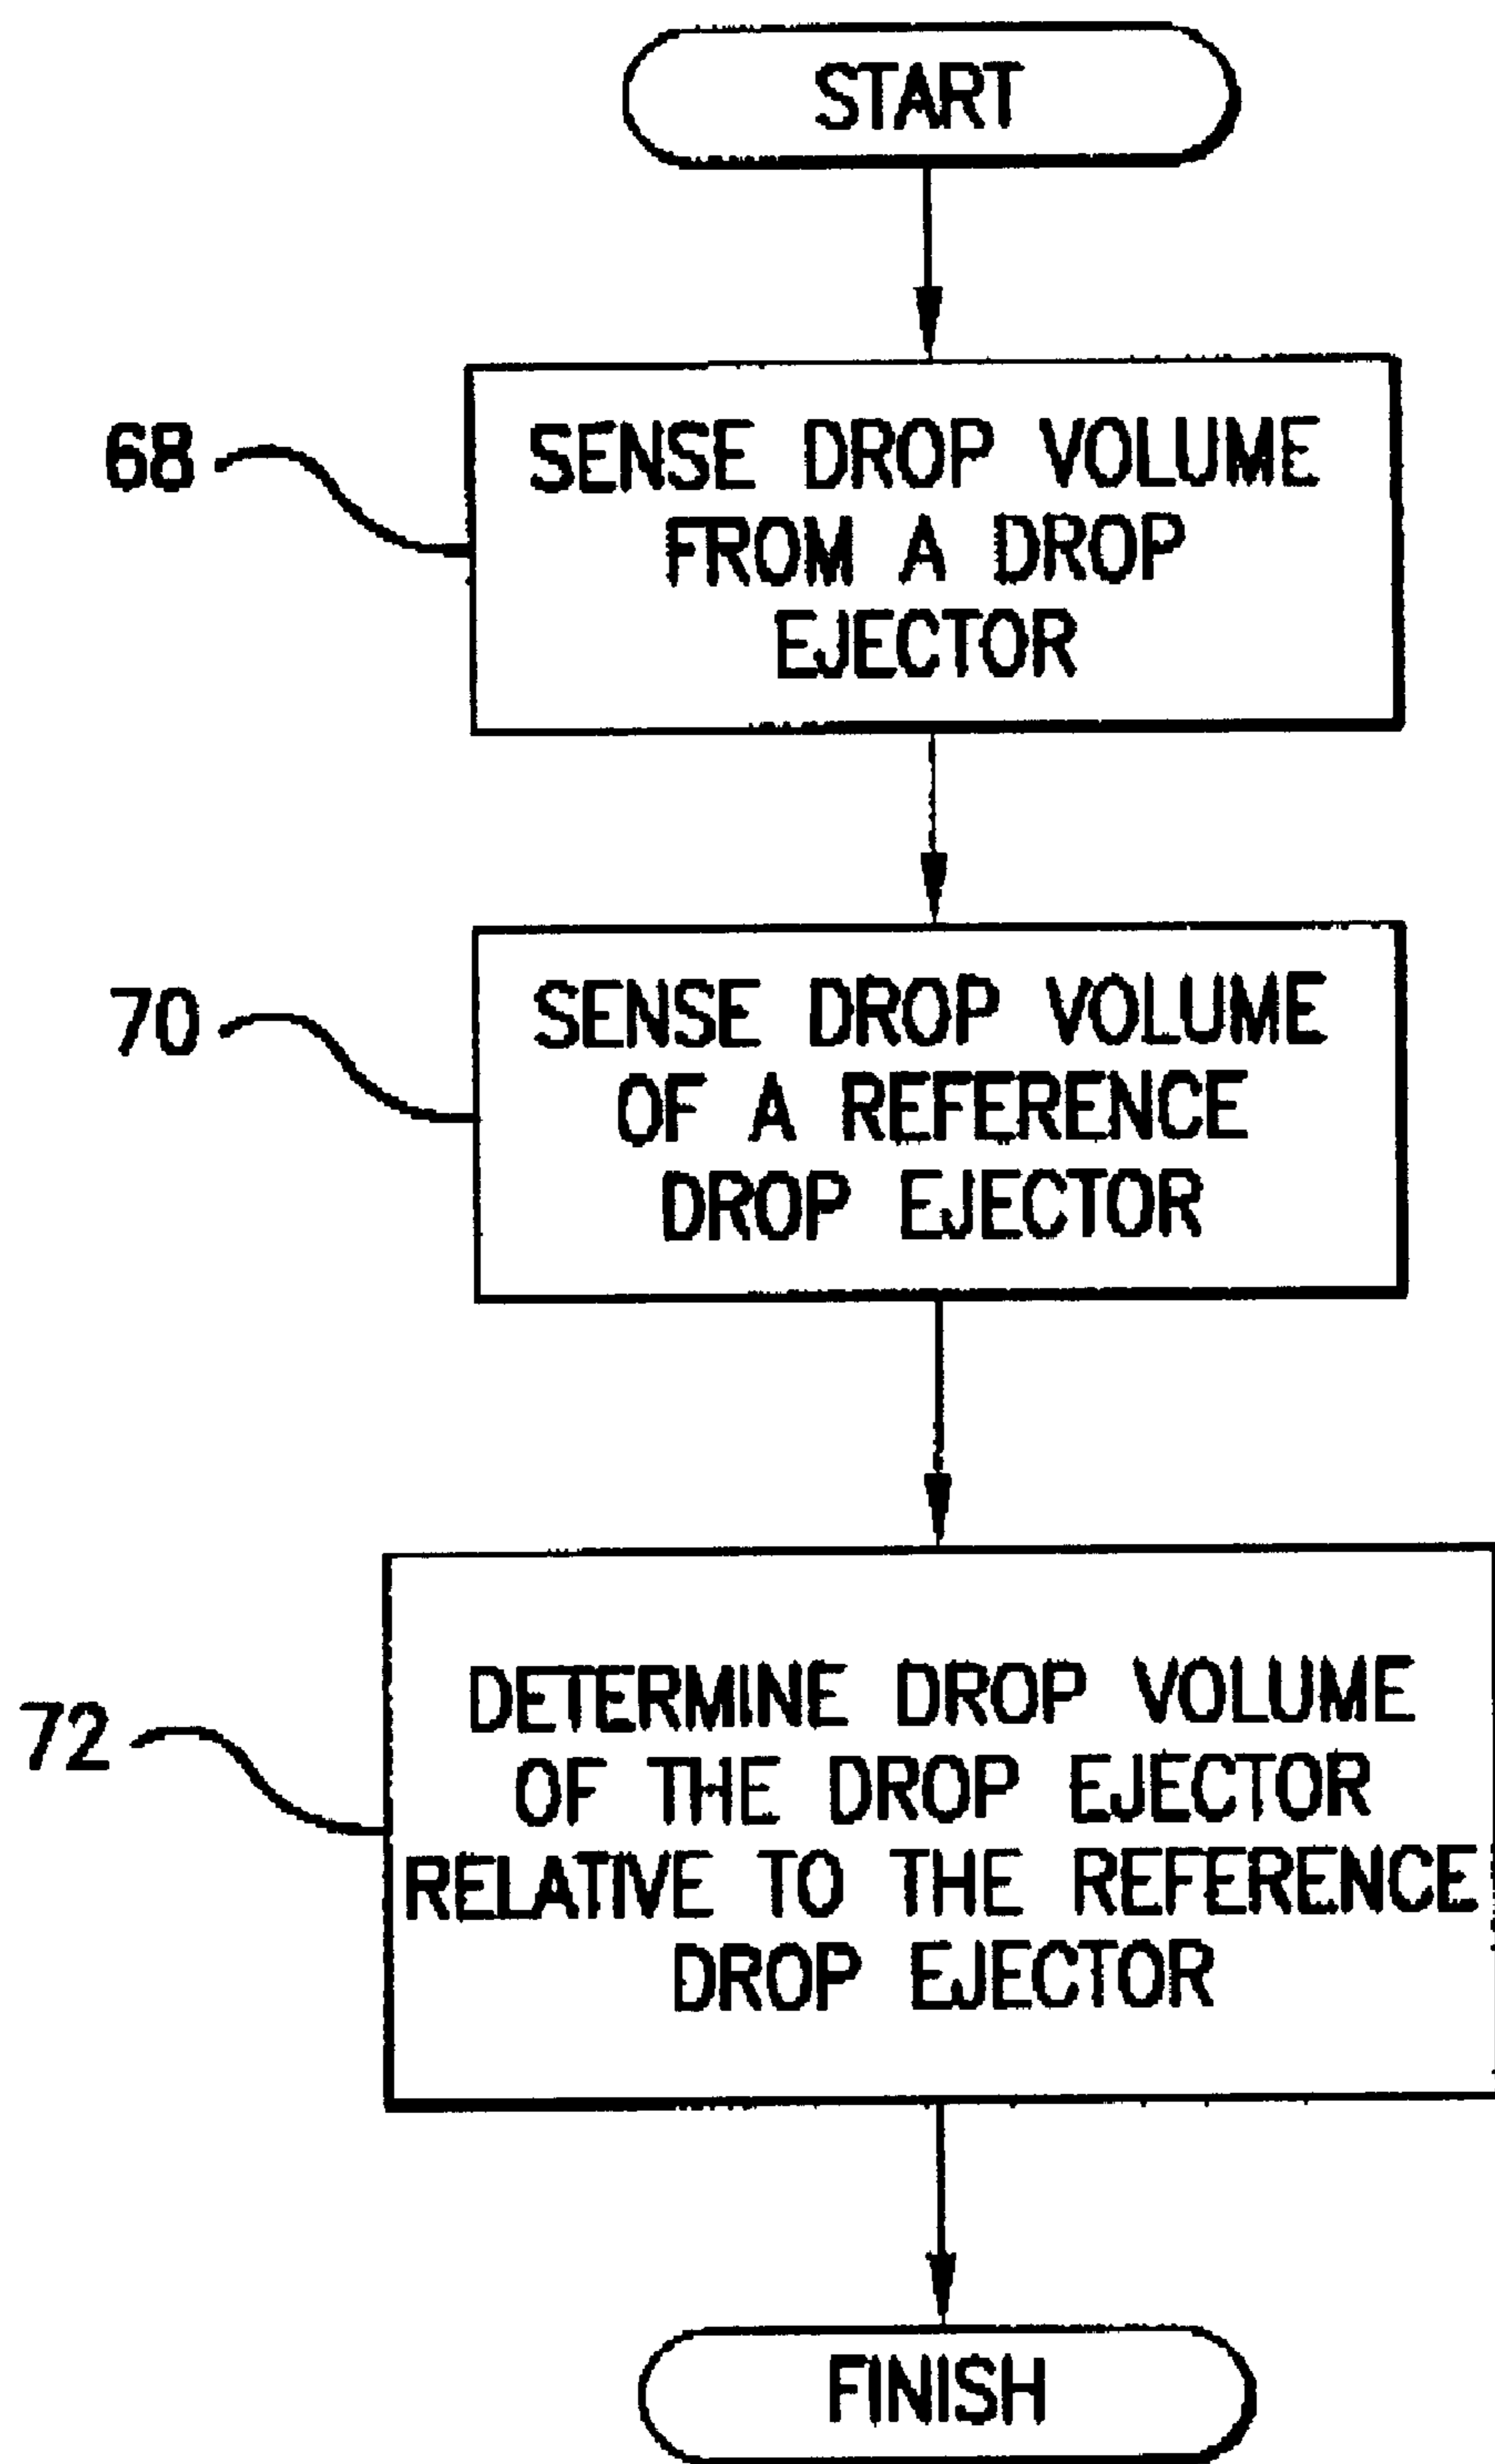 START
68
SENSE DROP VOLUME
FROM A DROP
EJECTOR
70
SENSE DROP VOLUME
OF A REFERENCE
DROP EJECTOR
72
DETERMINE DROP VOLUME
OF THE DROP EJECTOR
RELATIVE TO THE REFERENCE
DROP EJECTOR
FINISH